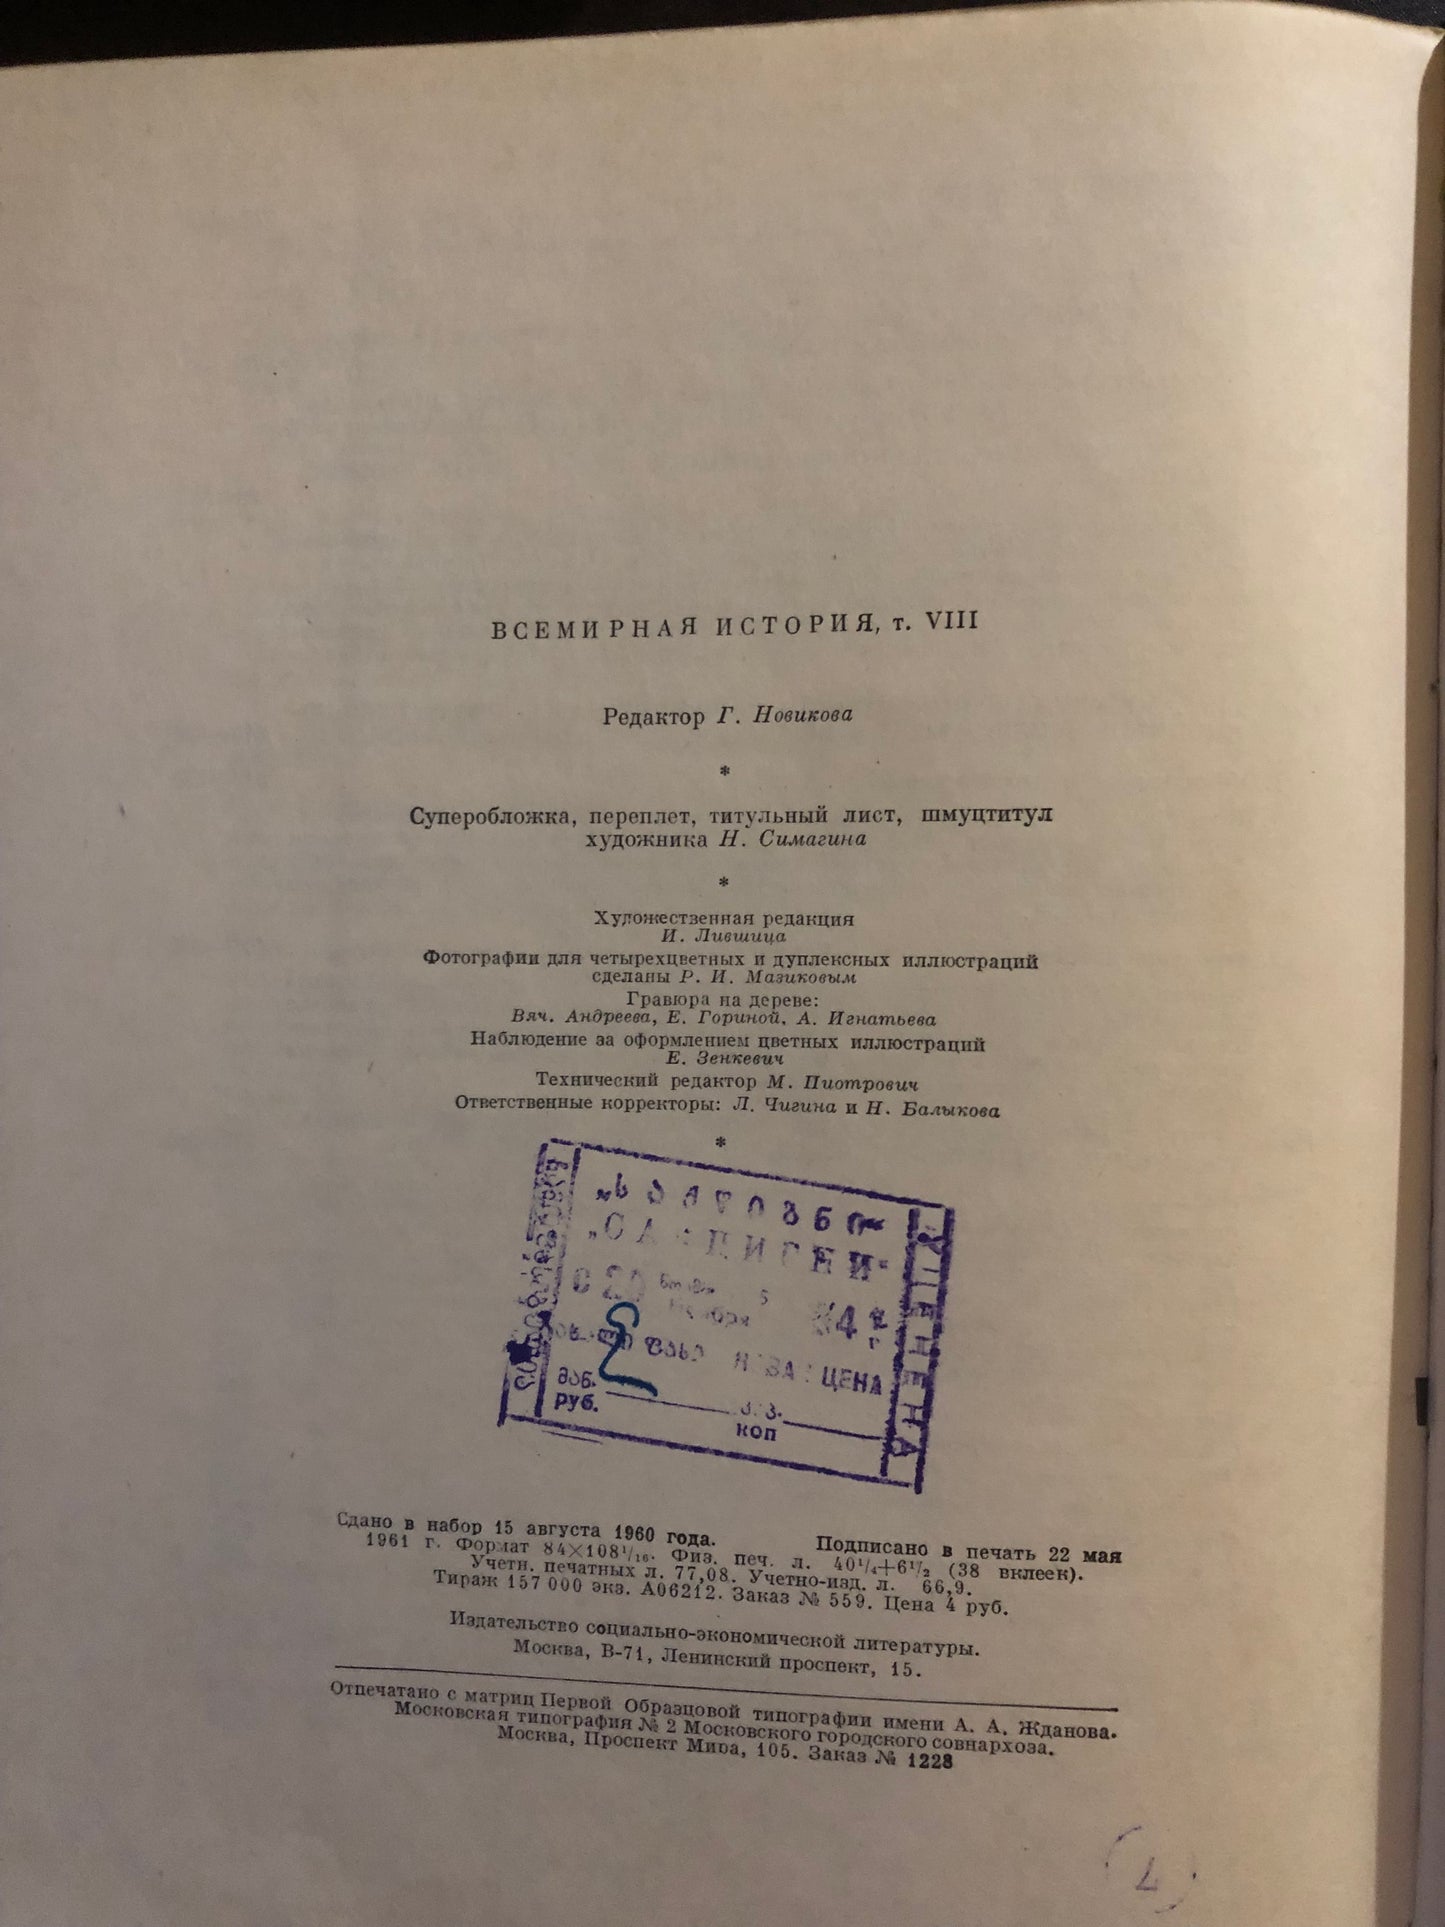 ВСЕМИРНАЯ ИСТОРИЯ, т. VIII
Редактор Г. Новикова
*
Суперобложка, переплет, титульный лист, шмуцтитул
художника Н. Симагина
*
Художественная редакция
И. Лившица
Фотографии для четырехцветных и дуплексных иллюстраций
сделаны Р. И. Мазиковым
Гравюра на дереве:
Вяч. Андреева, Е. Гориной, А. Игнатьева
Наблюдение за оформлением цветных иллюстраций
Е. Зенкевич
Технический редактор М. Пиотрович
Ответственные корректоры: Л. Чигина и Н. Балыкова
*
УЦЕНЕНА
ЦЕНА
მან.
РУБ.
КОП
Сдано в набор 15 августа 1960 года. Подписано в печать 22 мая
1961 г. Формат 84×108¹/₁₆. Физ. печ. л. 40¹/₄+6¹/₂ (38 вклеек).
Учетн. печатных л. 77,08. Учетно-изд. л. 66,9.
Тираж 157 000 экз. А06212. Заказ № 559. Цена 4 руб.
Издательство социально-экономической литературы.
Москва, В-71, Ленинский проспект, 15.
Отпечатано с матриц Первой Образцовой типографии имени А. А. Жданова.
Московская типография № 2 Московского городского совнархоза.
Москва, Проспект Мира, 105. Заказ № 1228